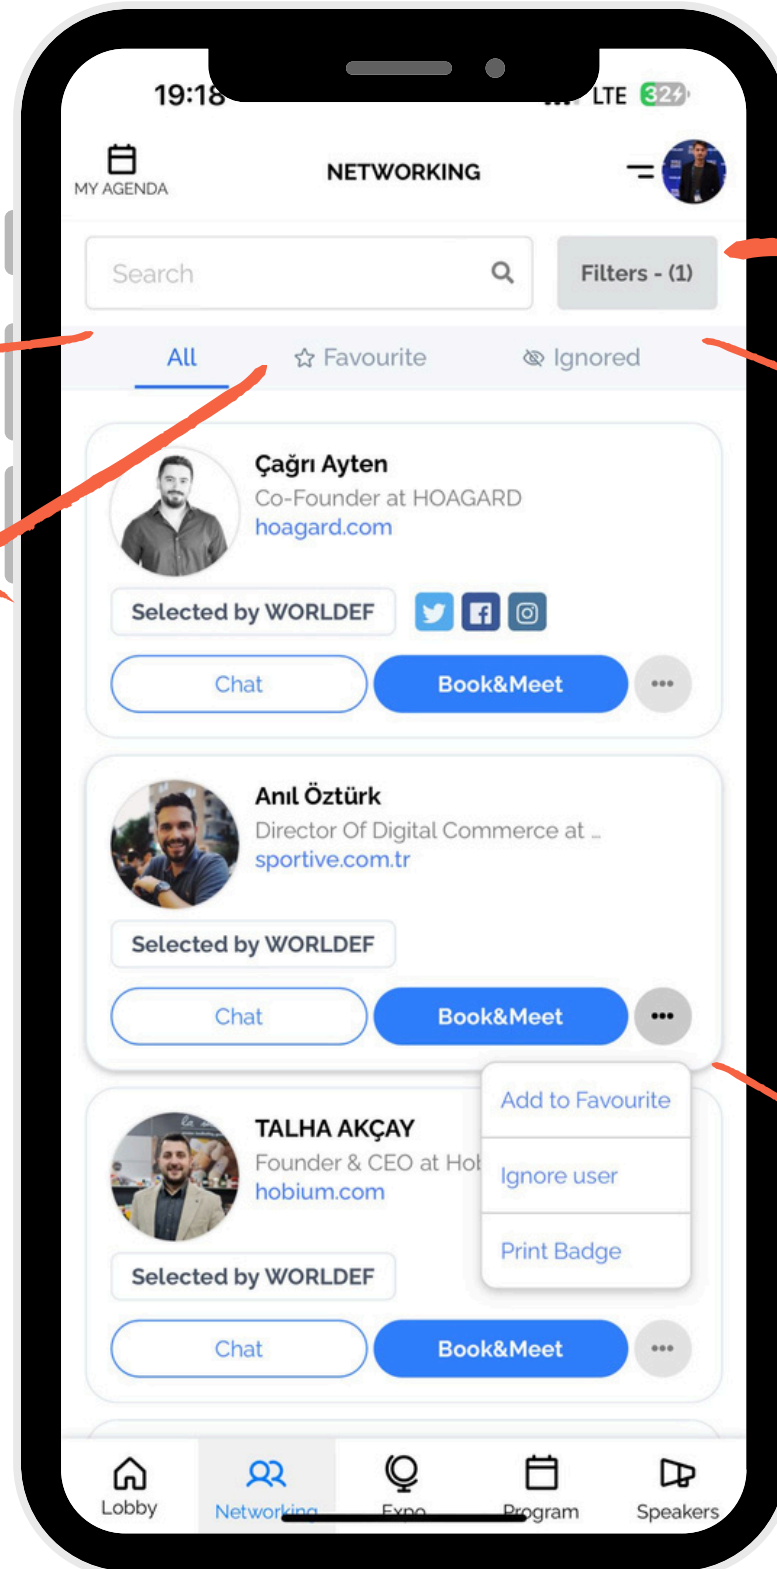 19:18
LTE 32
MY AGENDA
NETWORKING
Search
Filters - (1)
All
Favourite
Ignored
Çağrı Ayten
Co-Founder at HOAGARD
hoagard.com
Selected by WORLDEF
Chat
Book&Meet
Anıl Öztürk
Director Of Digital Commerce at ...
sportive.com.tr
Selected by WORLDEF
Chat
Book&Meet
Add to Favourite
Ignore user
Print Badge
TALHA AKÇAY
Founder & CEO at Hob
hobium.com
Selected by WORLDEF
Chat
Book&Meet
Lobby
Networking
Expo
Program
Speakers